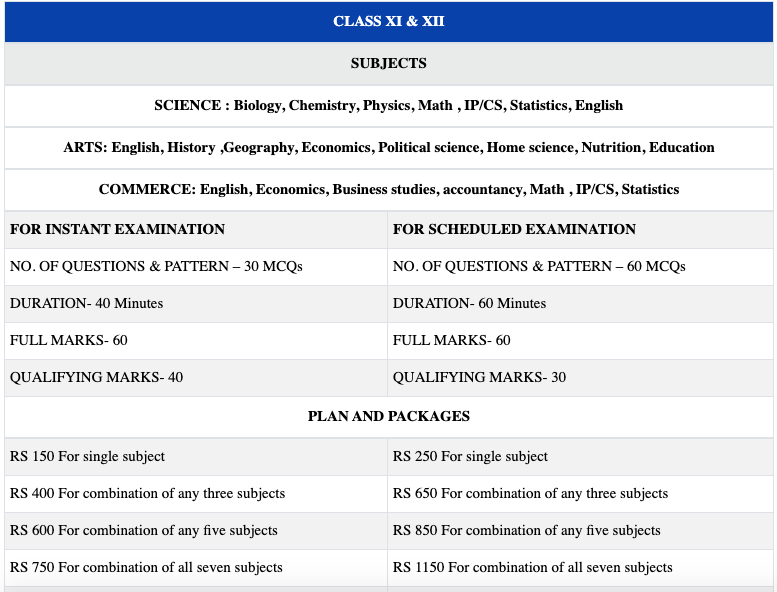 CLASS XI & XII
SUBJECTS
SCIENCE : Biology, Chemistry, Physics, Math , IP/CS, Statistics, English
ARTS: English, History ,Geography, Economics, Political science, Home science, Nutrition, Education
COMMERCE: English, Economics, Business studies, accountancy, Math , IP/CS, Statistics
FOR INSTANT EXAMINATION
FOR SCHEDULED EXAMINATION
NO. OF QUESTIONS & PATTERN – 30 MCQs
NO. OF QUESTIONS & PATTERN – 60 MCQs
DURATION- 40 Minutes
DURATION- 60 Minutes
FULL MARKS- 60
FULL MARKS- 60
QUALIFYING MARKS- 40
QUALIFYING MARKS- 30
PLAN AND PACKAGES
RS 150 For single subject
RS 250 For single subject
RS 400 For combination of any three subjects
RS 650 For combination of any three subjects
RS 600 For combination of any five subjects
RS 850 For combination of any five subjects
RS 750 For combination of all seven subjects
RS 1150 For combination of all seven subjects